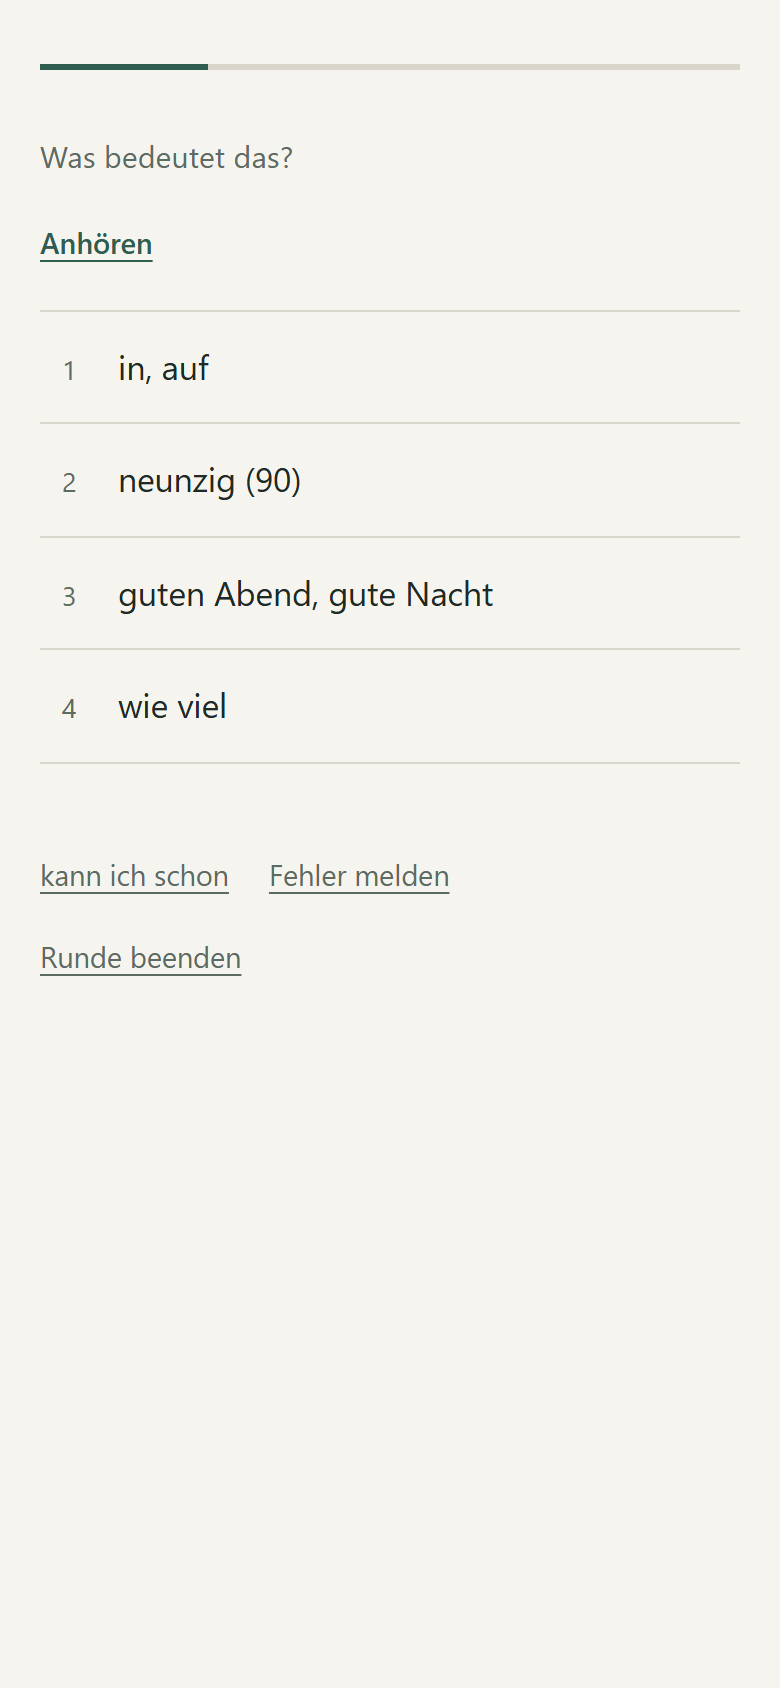 Was bedeutet das?
Anhören
1 in, auf
2 neunzig (90)
3 guten Abend, gute Nacht
4 wie viel
kann ich schon Fehler melden
Runde beenden